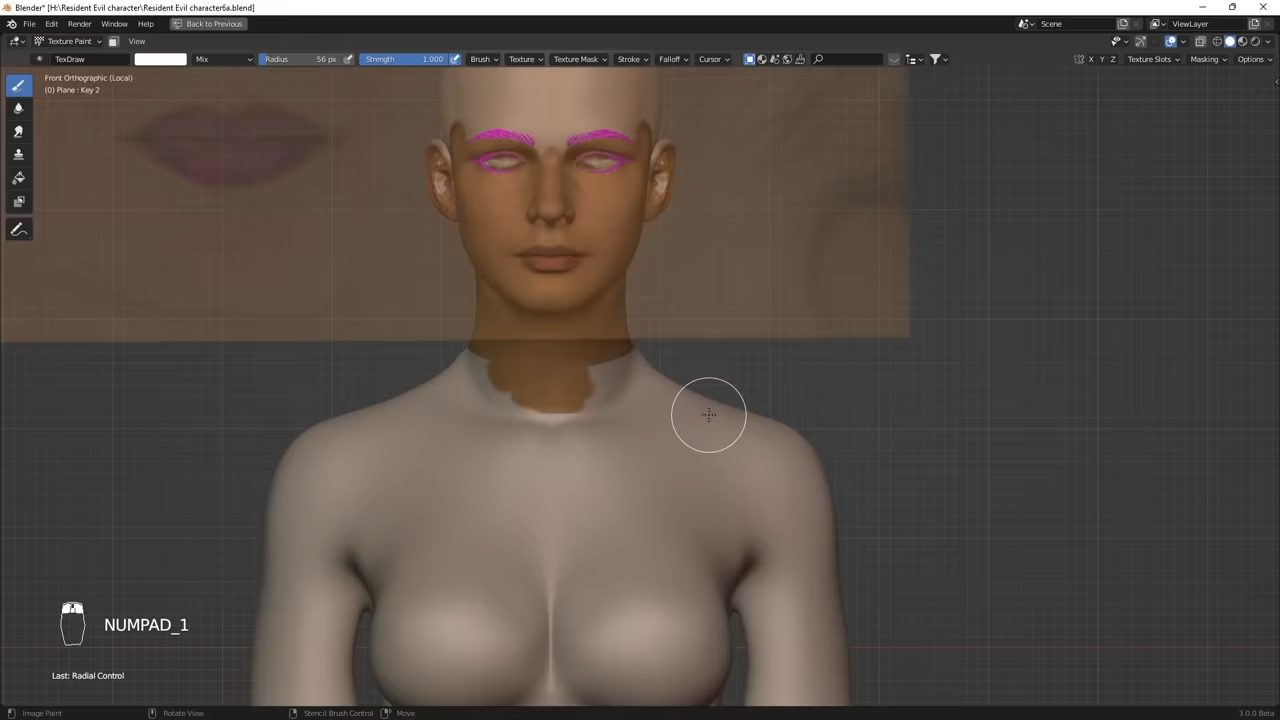 Blender* [H:\Resident Evil character\Resident Evil character6a.blend]
File Edit Render Window Help Back to Previous Scene ViewLayer
Texture Paint View
TexDraw Mix Radius 56 px Strength 1.000 Brush Texture Texture Mask Stroke Falloff Cursor X Y Z Texture Slots Masking Options
Front Orthographic (Local)
(0) Plane : Key 2
NUMPAD_1
Last: Radial Control
Image Paint Rotate View Stencil Brush Control Move 3.0.0 Beta